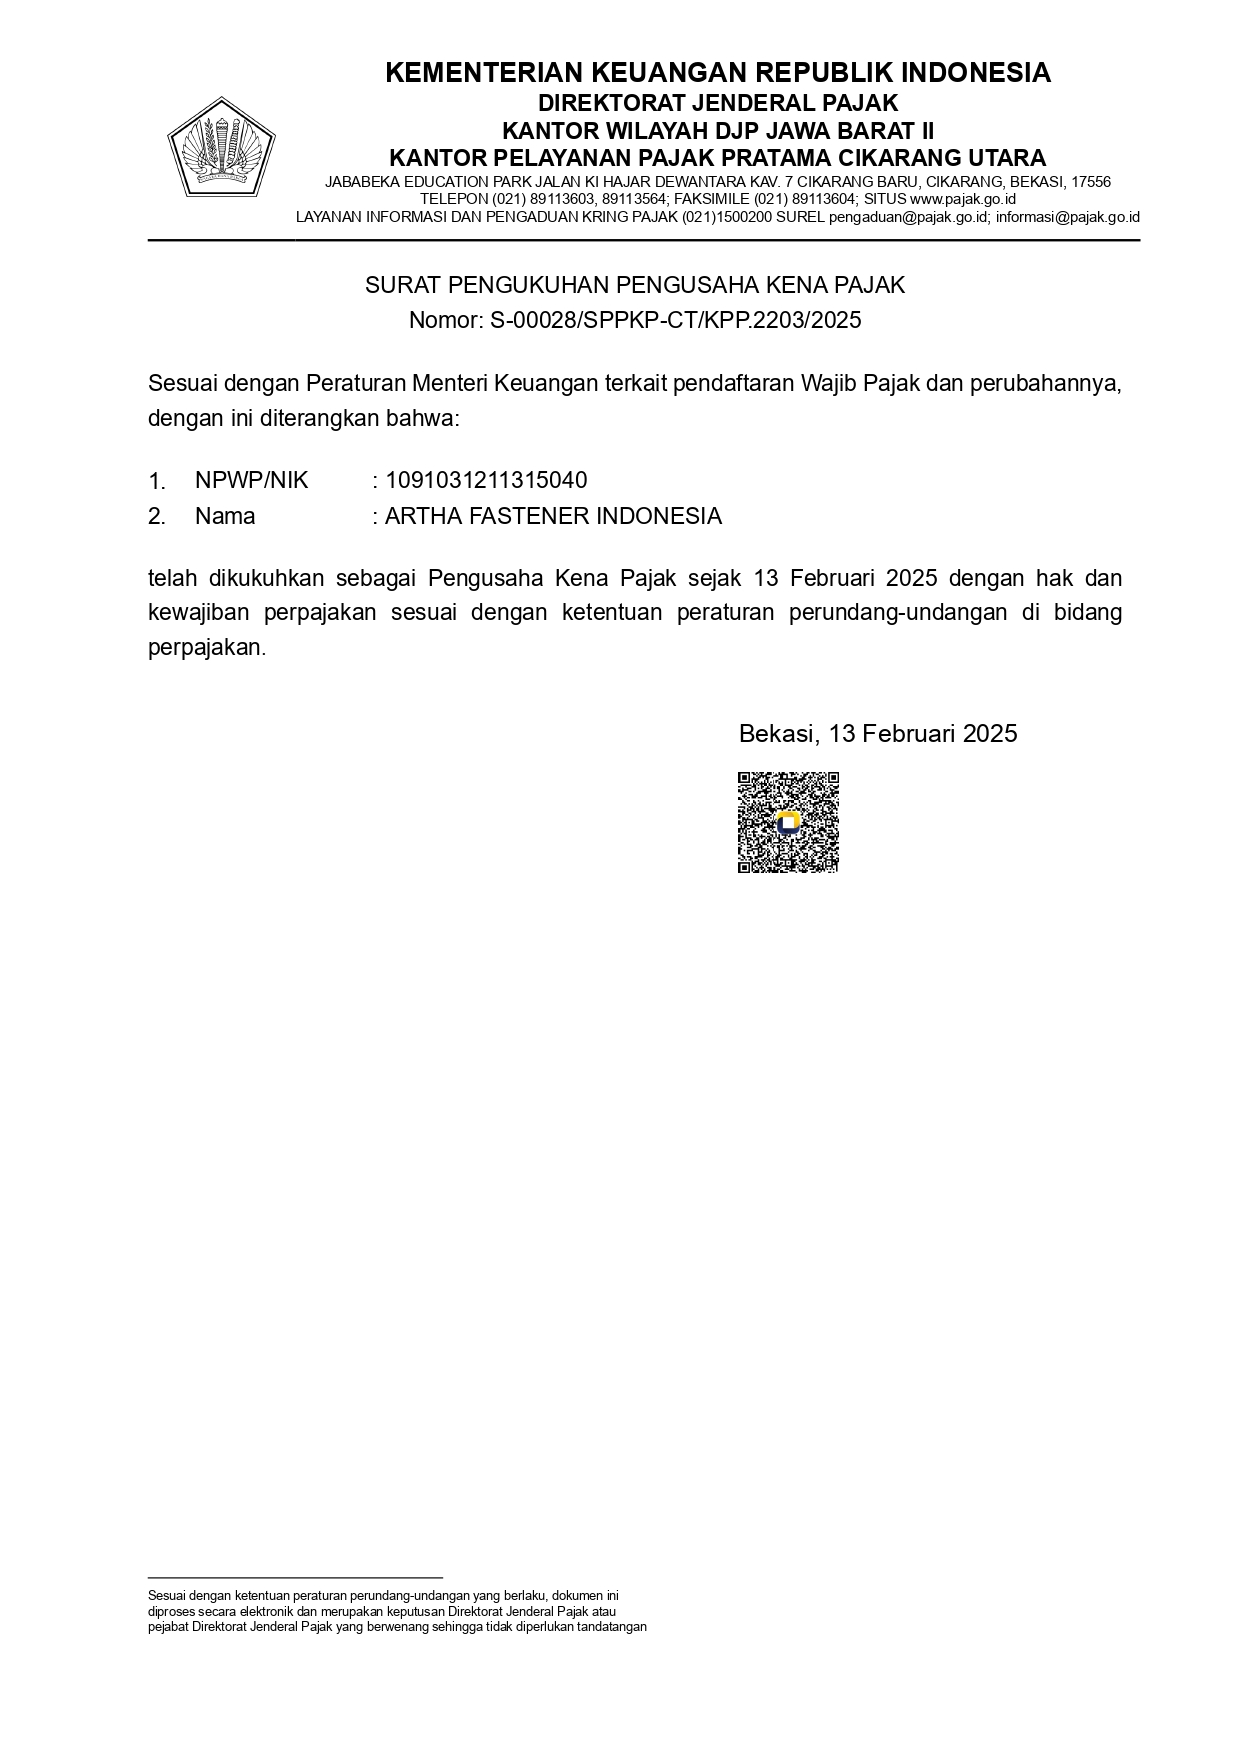 KEMENTERIAN KEUANGAN REPUBLIK INDONESIA
DIREKTORAT JENDERAL PAJAK
KANTOR WILAYAH DJP JAWA BARAT II
KANTOR PELAYANAN PAJAK PRATAMA CIKARANG UTARA
JABABEKA EDUCATION PARK JALAN KI HAJAR DEWANTARA KAV. 7 CIKARANG BARU, CIKARANG, BEKASI, 17556
TELEPON (021) 89113603, 89113564; FAKSIMILE (021) 89113604; SITUS www.pajak.go.id
LAYANAN INFORMASI DAN PENGADUAN KRING PAJAK (021)1500200 SUREL pengaduan@pajak.go.id; informasi@pajak.go.id
SURAT PENGUKUHAN PENGUSAHA KENA PAJAK
Nomor: S-00028/SPPKP-CT/KPP.2203/2025
Sesuai dengan Peraturan Menteri Keuangan terkait pendaftaran Wajib Pajak dan perubahannya,
dengan ini diterangkan bahwa:
1. NPWP/NIK : 1091031211315040
2. Nama : ARTHA FASTENER INDONESIA
telah dikukuhkan sebagai Pengusaha Kena Pajak sejak 13 Februari 2025 dengan hak dan
kewajiban perpajakan sesuai dengan ketentuan peraturan perundang-undangan di bidang
perpajakan.
Bekasi, 13 Februari 2025
Sesuai dengan ketentuan peraturan perundang-undangan yang berlaku, dokumen ini
diproses secara elektronik dan merupakan keputusan Direktorat Jenderal Pajak atau
pejabat Direktorat Jenderal Pajak yang berwenang sehingga tidak diperlukan tandatangan